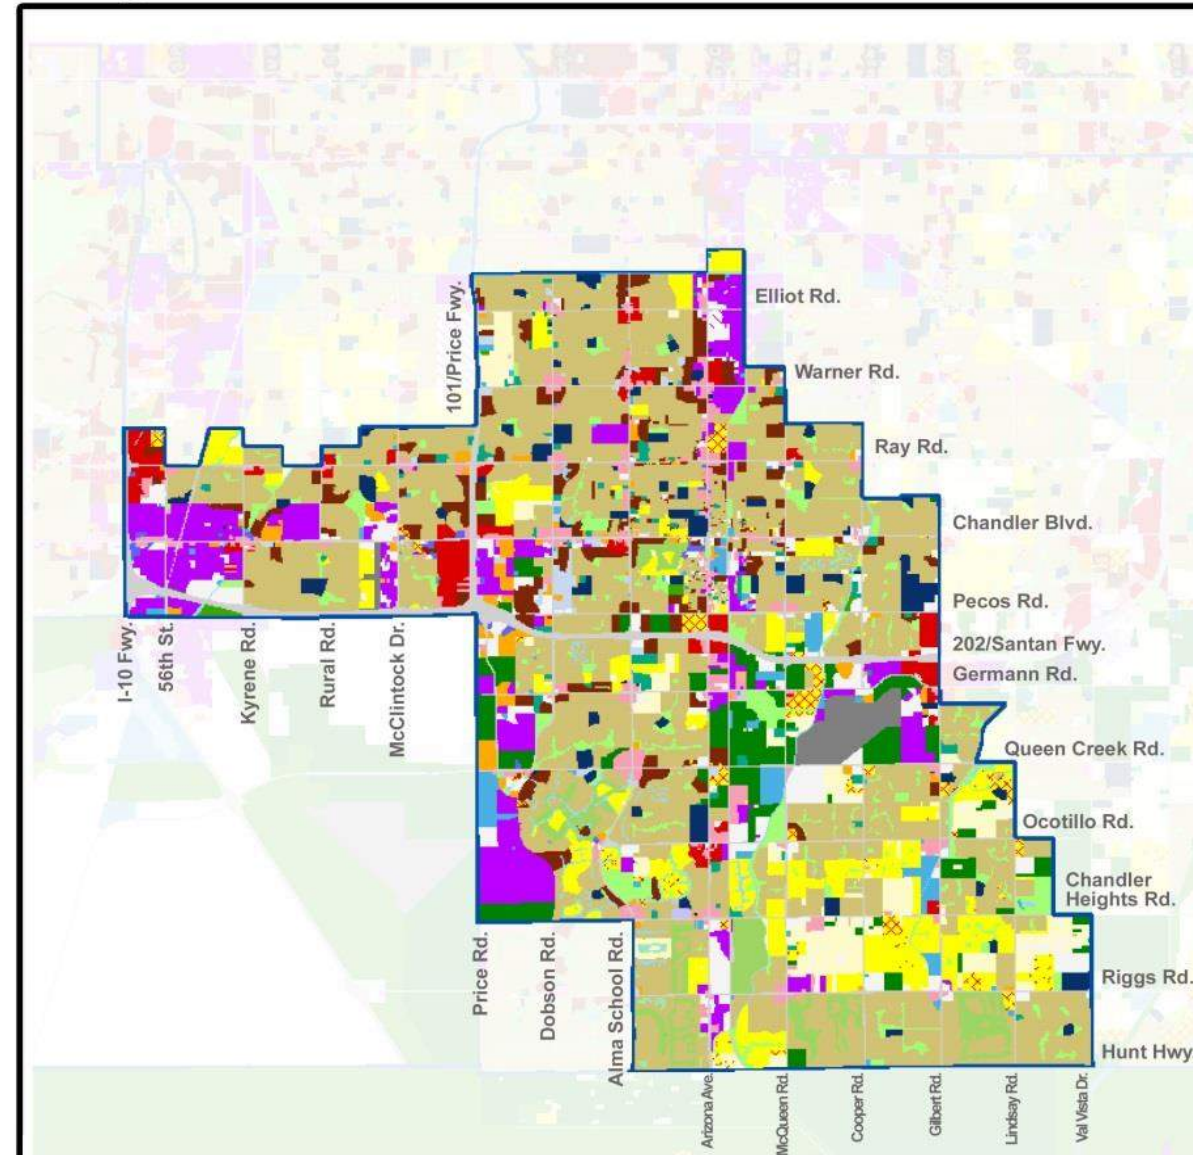 101/Price Fwy.
Elliot Rd.
Warner Rd.
Ray Rd.
Chandler Blvd.
Pecos Rd.
202/Santan Fwy.
Germann Rd.
Queen Creek Rd.
Ocotillo Rd.
Chandler
Heights Rd.
Riggs Rd.
Hunt Hwy
I-10 Fwy.
56th St.
Kyrene Rd.
Rural Rd.
McClintock Dr.
Price Rd.
Dobson Rd.
Alma School Rd.
Arizona Ave.
McQueen Rd.
Cooper Rd.
Gilbert Rd.
Lindsay Rd.
Val Vista Dr.